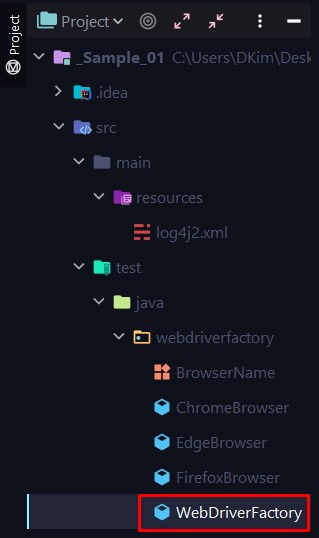 Project
Project
_Sample_01 C:\Users\DKim\Desk
.idea
src
main
resources
log4j2.xml
test
java
webdriverfactory
BrowserName
ChromeBrowser
EdgeBrowser
FirefoxBrowser
WebDriverFactory